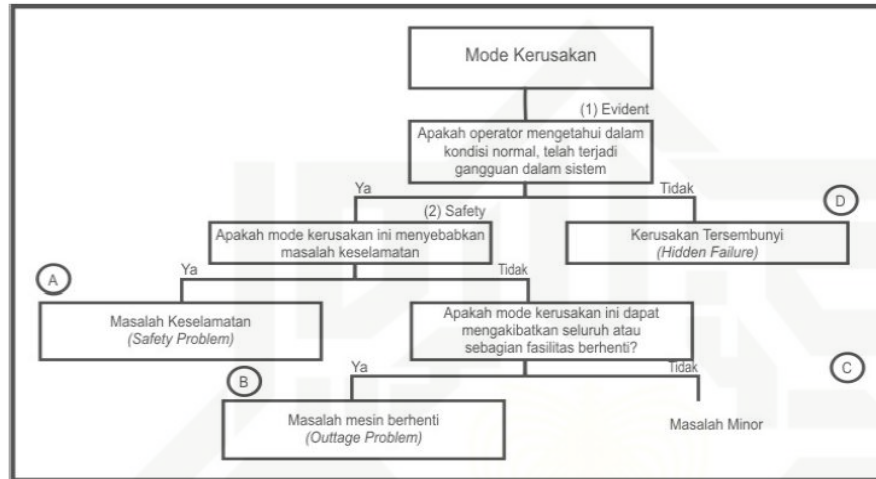 Mode Kerusakan
(1) Evident
Apakah operator mengetahui dalam
kondisi normal, telah terjadi
gangguan dalam sistem
Ya
Tidak
D
(2) Safety
Apakah mode kerusakan ini menyebabkan
masalah keselamatan
Kerusakan Tersembunyi
(Hidden Failure)
A
Ya
Tidak
Masalah Keselamatan
(Safety Problem)
Apakah mode kerusakan ini dapat
mengakibatkan seluruh atau
sebagian fasilitas berhenti?
B
Ya
Tidak
C
Masalah mesin berhenti
(Outtage Problem)
Masalah Minor